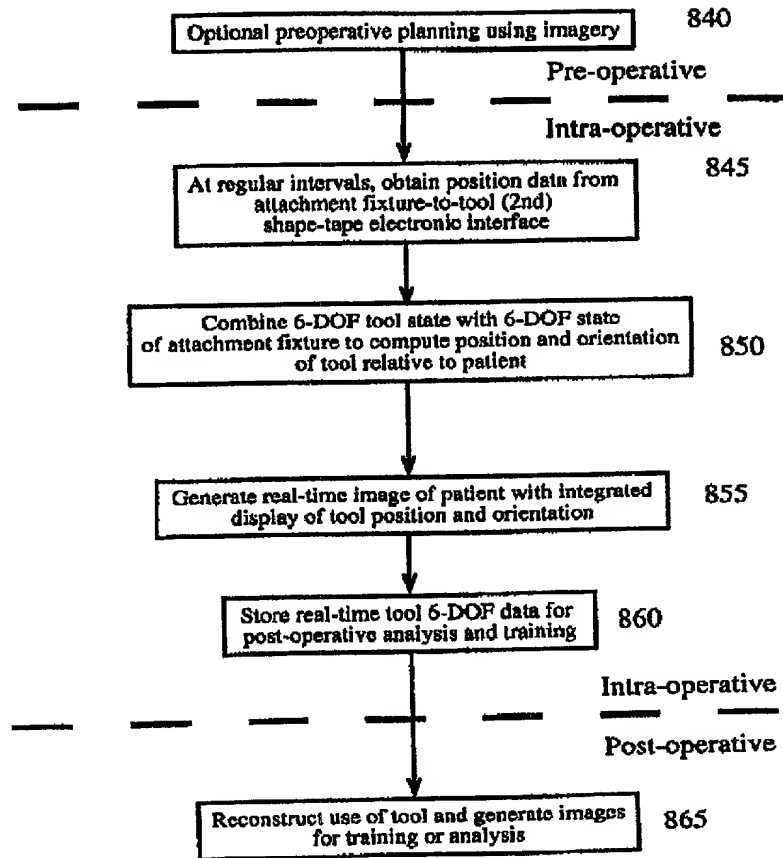 Optional preoperative planning using imagery
840
Pre-operative
Intra-operative
At regular intervals, obtain position data from
attachment fixture-to-tool (2nd)
shape-tape electronic interface
845
Combine 6-DOF tool state with 6-DOF state
of attachment fixture to compute position and orientation
of tool relative to patient
850
Generate real-time image of patient with integrated
display of tool position and orientation
855
Store real-time tool 6-DOF data for
post-operative analysis and training
860
Intra-operative
Post-operative
Reconstruct use of tool and generate images
for training or analysis
865